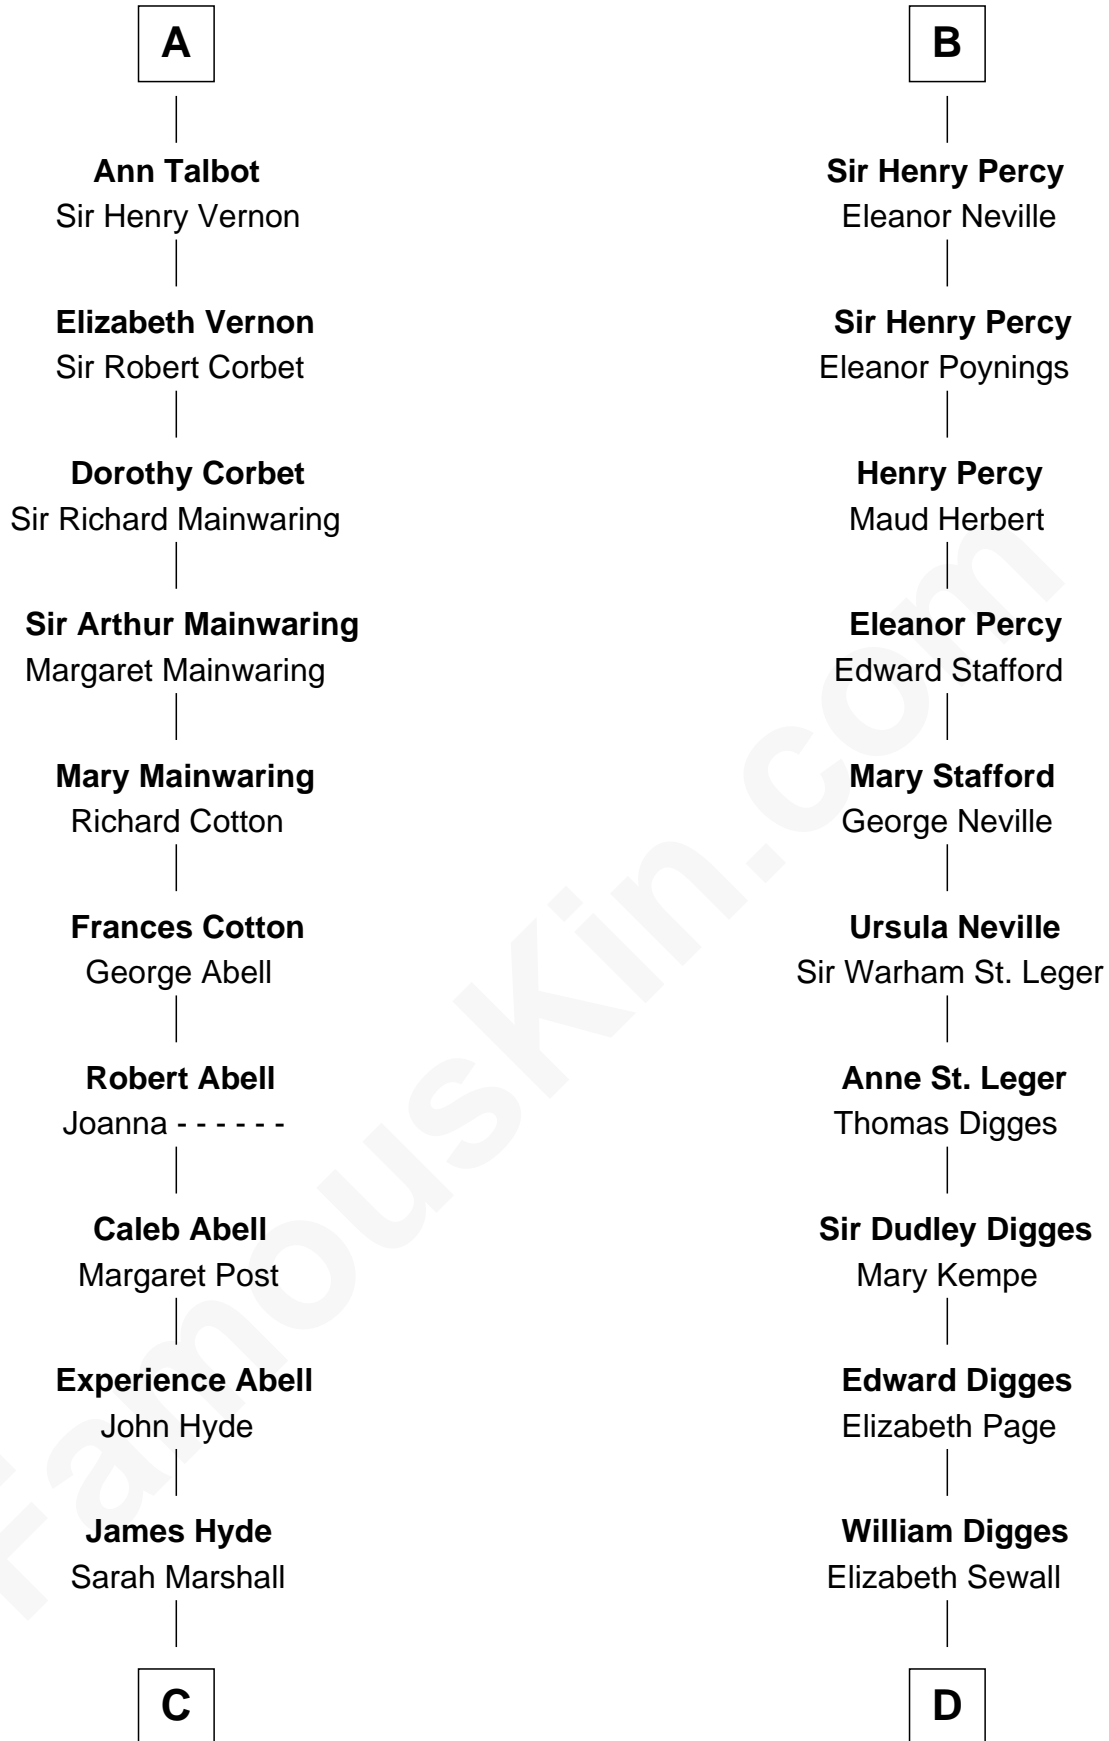 A
Ann Talbot
Sir Henry Vernon
Elizabeth Vernon
Sir Robert Corbet
Dorothy Corbet
Sir Richard Mainwaring
Sir Arthur Mainwaring
Margaret Mainwaring
Mary Mainwaring
Richard Cotton
Frances Cotton
George Abell
Robert Abell
Joanna - - - - - -
Caleb Abell
Margaret Post
Experience Abell
John Hyde
James Hyde
Sarah Marshall
C
B
Sir Henry Percy
Eleanor Neville
Sir Henry Percy
Eleanor Poynings
Henry Percy
Maud Herbert
Eleanor Percy
Edward Stafford
Mary Stafford
George Neville
Ursula Neville
Sir Warham St. Leger
Anne St. Leger
Thomas Digges
Sir Dudley Digges
Mary Kempe
Edward Digges
Elizabeth Page
William Digges
Elizabeth Sewall
D
FamousKin.com